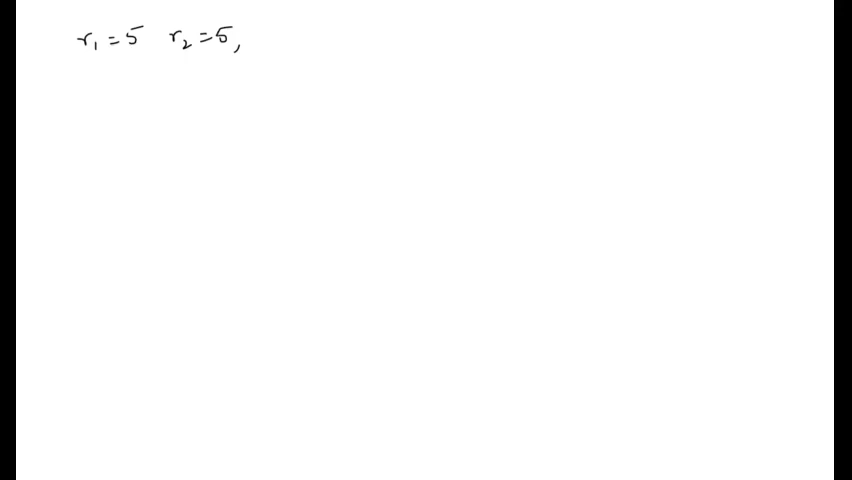 r₁ = 5 r₂ = 5,